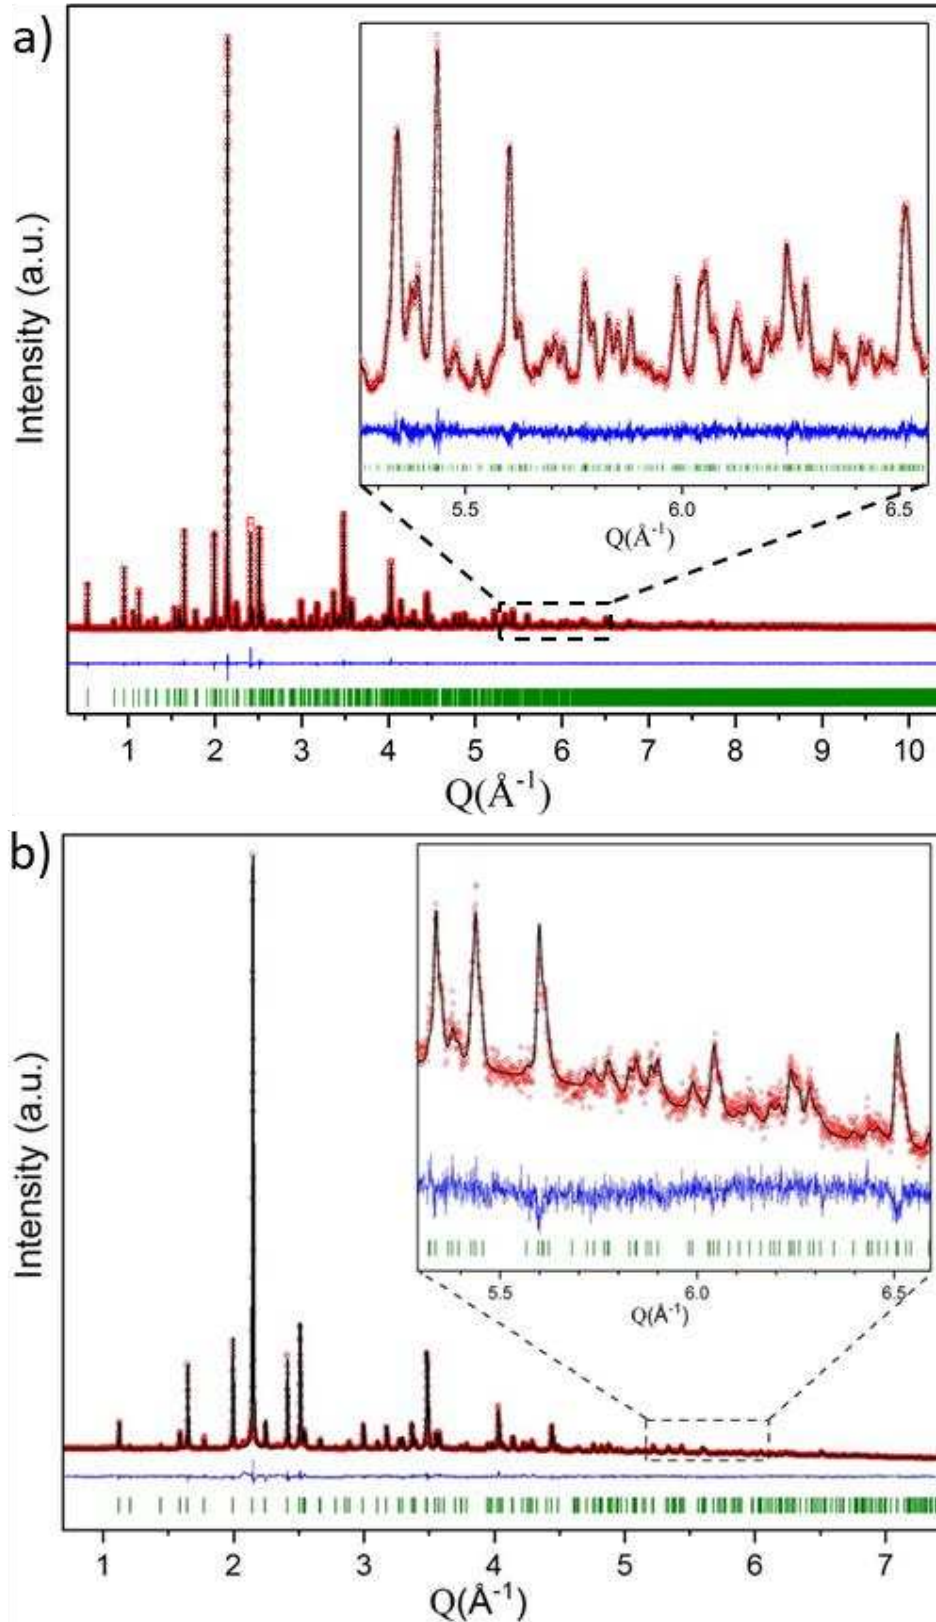 a)
Intensity (a.u.)
5.5 6.0 6.5
Q(Å-1)
1 2 3 4 5 6 7 8 9 10
Q(Å-1)
b)
Intensity (a.u.)
5.5 6.0 6.5
Q(Å-1)
1 2 3 4 5 6 7
Q(Å-1)